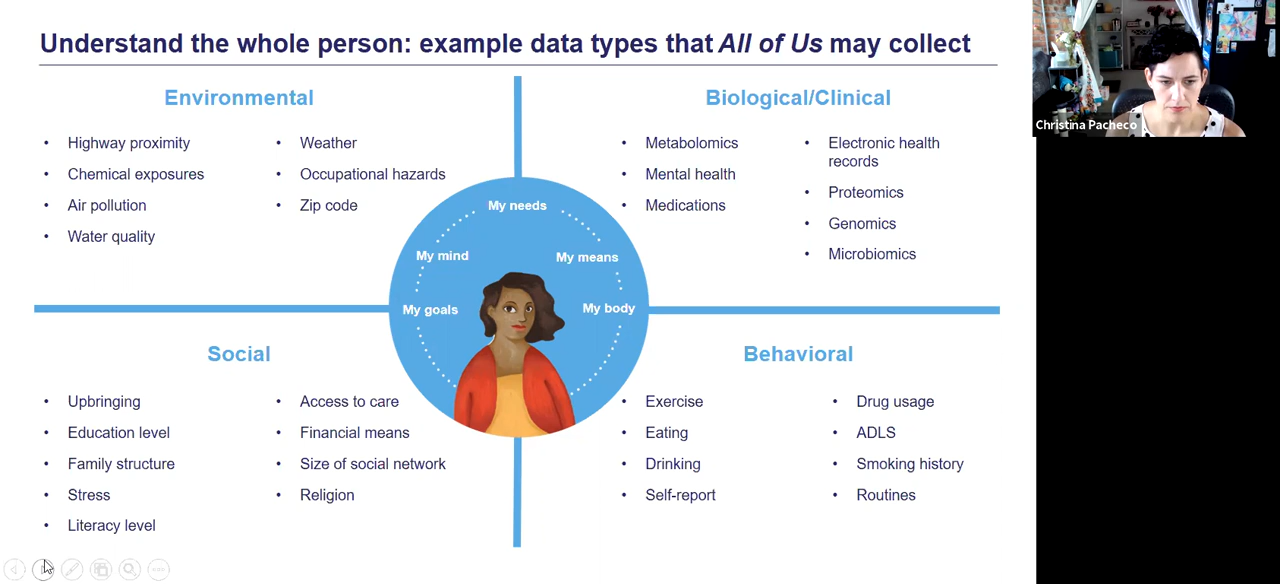 Understand the whole person: example data types that All of Us may collect
Christina Pacheco
Environmental
Highway proximity
Chemical exposures
Air pollution
Water quality
Weather
Occupational hazards
Zip code
Biological/Clinical
Metabolomics
Mental health
Medications
Electronic health
records
Proteomics
Genomics
Microbiomics
My needs
My mind
My means
My goals
My body
Social
Upbringing
Education level
Family structure
Stress
Literacy level
Access to care
Financial means
Size of social network
Religion
Behavioral
Exercise
Eating
Drinking
Self-report
Drug usage
ADLS
Smoking history
Routines